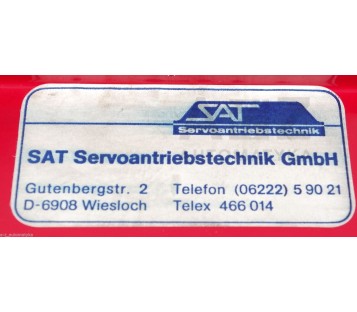 SAT
Servoantriebstechnik
SAT Servoantriebstechnik GmbH
Gutenbergstr. 2 Telefon (06222) 5 90 21
D-6908 Wiesloch Telex 466 014